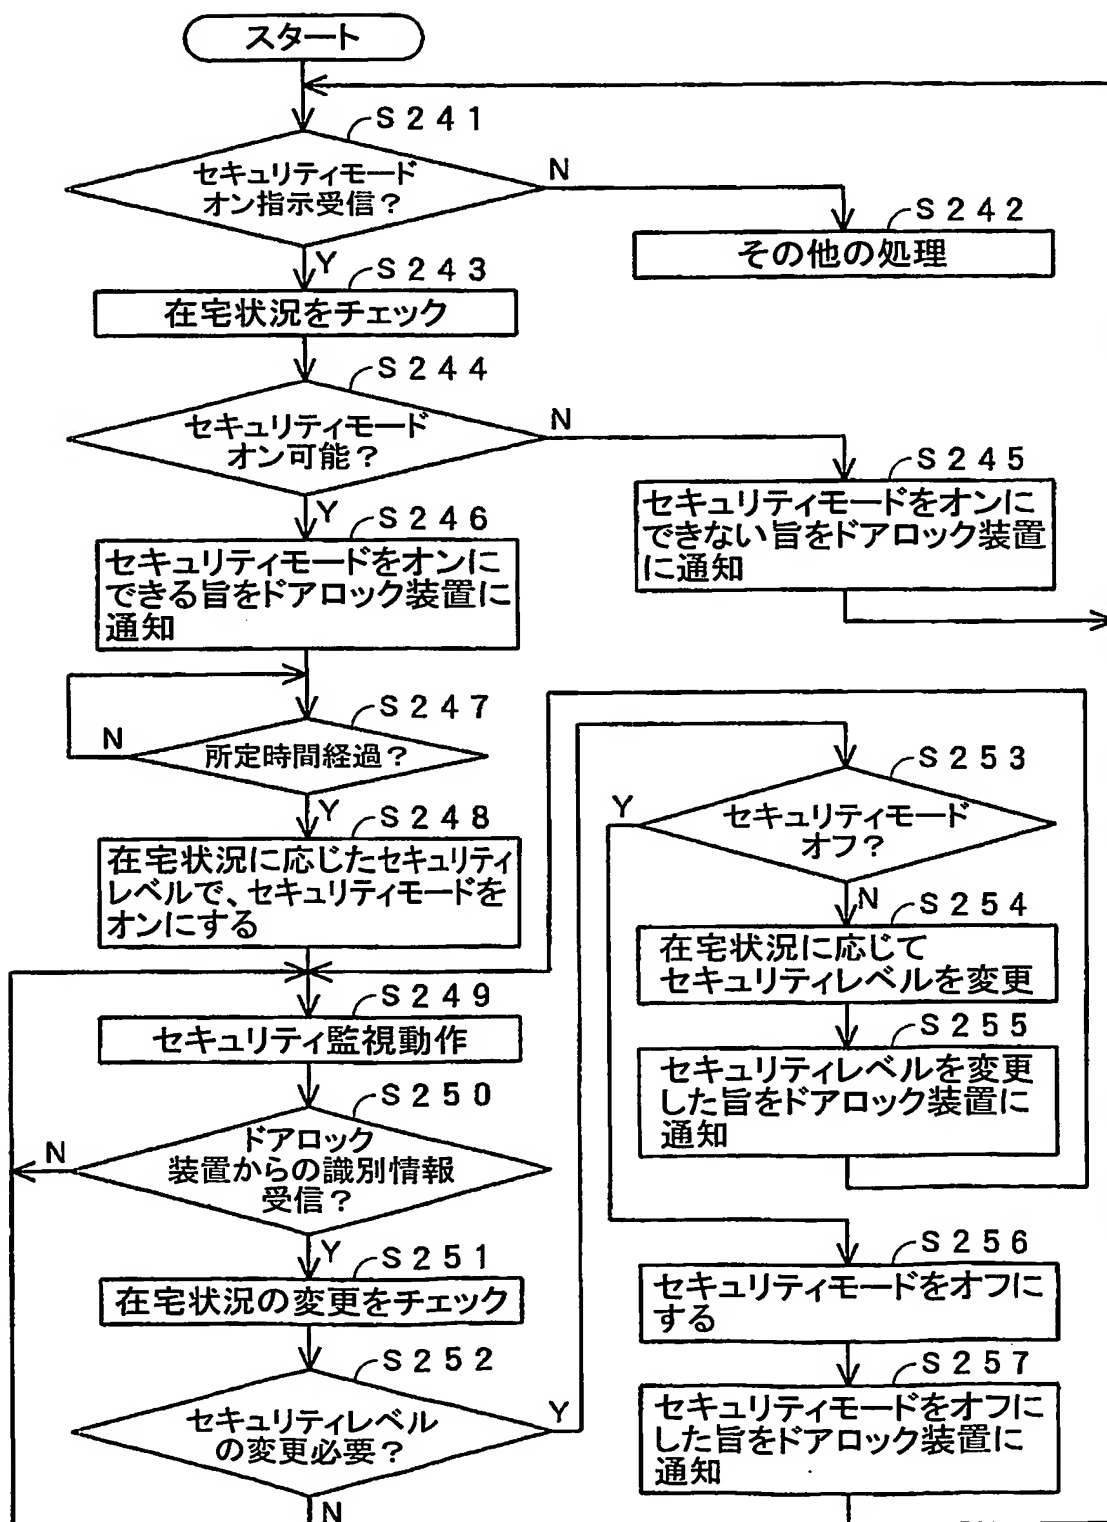 スタート
S241
セキュリティモード
オン指示受信?
N
Y
S242
その他の処理
S243
在宅状況をチェック
S244
セキュリティモード
オン可能?
N
Y
S245
セキュリティモードをオンに
できない旨をドアロック装置
に通知
S246
セキュリティモードをオンに
できる旨をドアロック装置に
通知
S247
所定時間経過?
N
Y
S248
在宅状況に応じたセキュリティ
レベルで、セキュリティモードを
オンにする
S249
セキュリティ監視動作
S250
ドアロック
装置からの識別情報
受信?
N
Y
S251
在宅状況の変更をチェック
S252
セキュリティレベル
の変更必要?
Y
N
S253
セキュリティモード
オフ?
Y
N
S254
在宅状況に応じて
セキュリティレベルを変更
S255
セキュリティレベルを変更
した旨をドアロック装置に
通知
S256
セキュリティモードをオフに
する
S257
セキュリティモードをオフに
した旨をドアロック装置に
通知